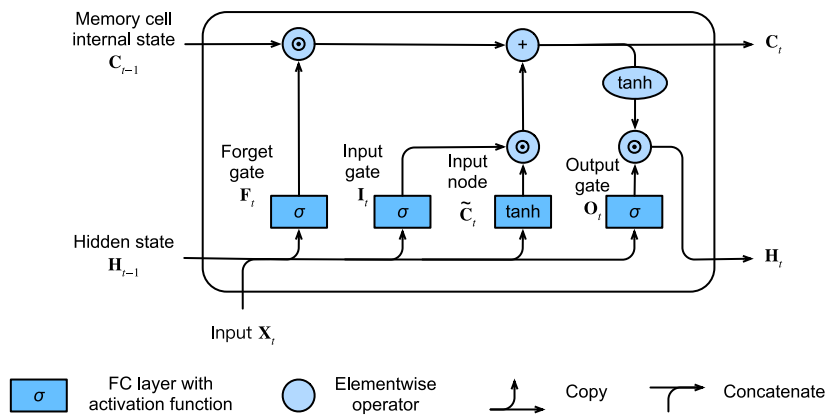 Memory cell
internal state
C_{t-1}
C_t
tanh
Forget
gate
F_t
Input
gate
I_t
Input
node
C̃_t
Output
gate
O_t
σ
σ
tanh
σ
Hidden state
H_{t-1}
H_t
Input X_t
σ
FC layer with
activation function
Elementwise
operator
Copy
Concatenate